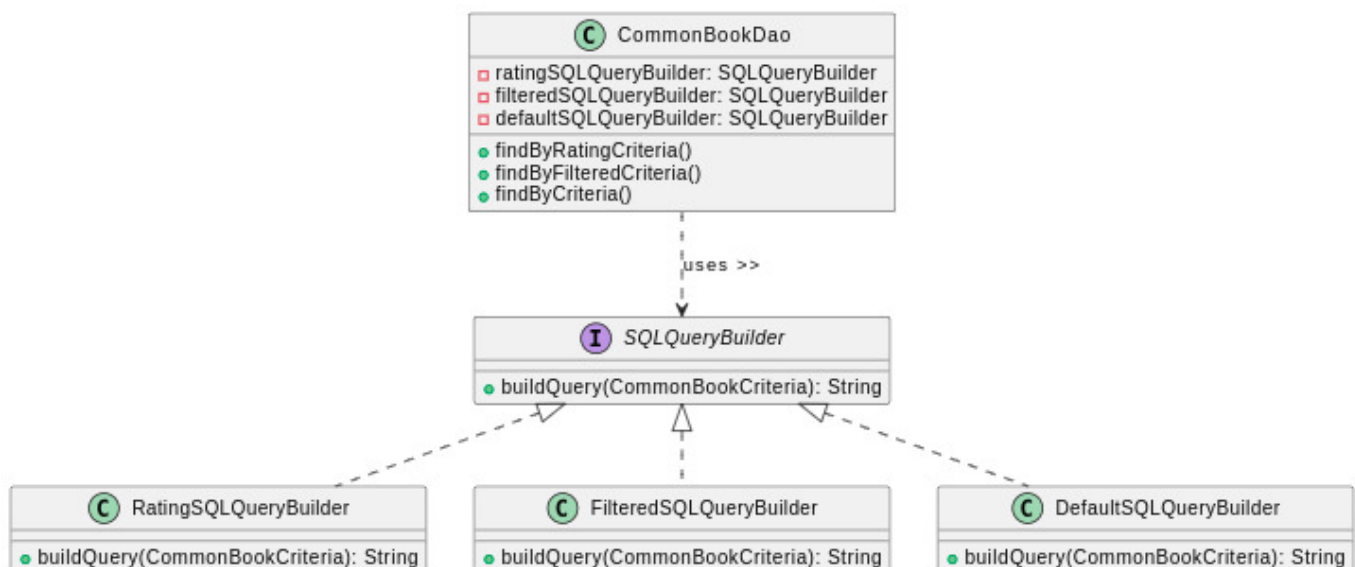 C CommonBookDao
ratingSQLQueryBuilder: SQLQueryBuilder
filteredSQLQueryBuilder: SQLQueryBuilder
defaultSQLQueryBuilder: SQLQueryBuilder
findByRatingCriteria()
findByFilteredCriteria()
findByCriteria()
uses >>
I SQLQueryBuilder
buildQuery(CommonBookCriteria): String
C RatingSQLQueryBuilder
buildQuery(CommonBookCriteria): String
C FilteredSQLQueryBuilder
buildQuery(CommonBookCriteria): String
C DefaultSQLQueryBuilder
buildQuery(CommonBookCriteria): String